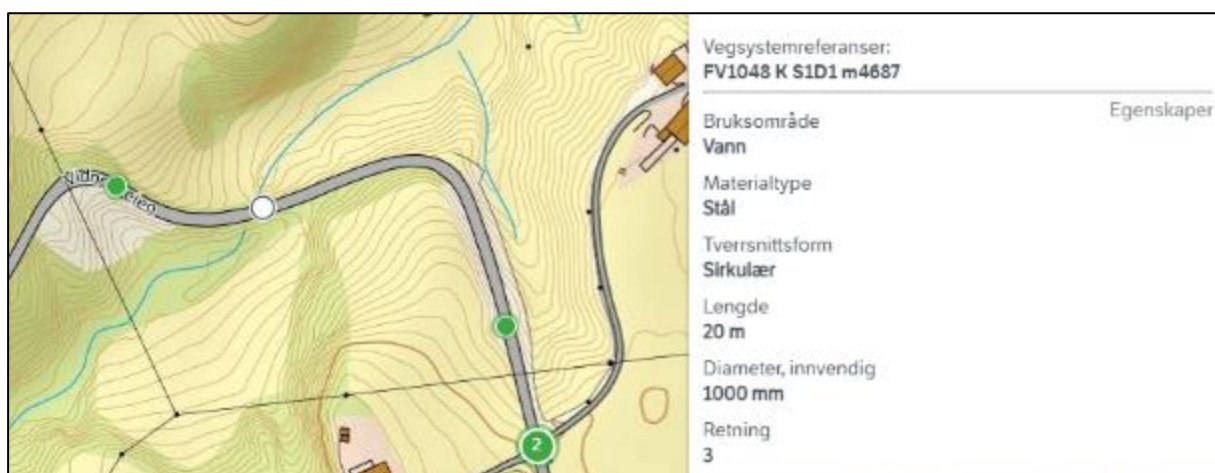 2
Vegsystemreferanser:
FV1048 K S1D1 m4687
Egenskaper
Bruksområde
Vann
Materialtype
Stål
Tverrsnittsform
Sirkulær
Lengde
20 m
Diameter, innvendig
1000 mm
Retning
3